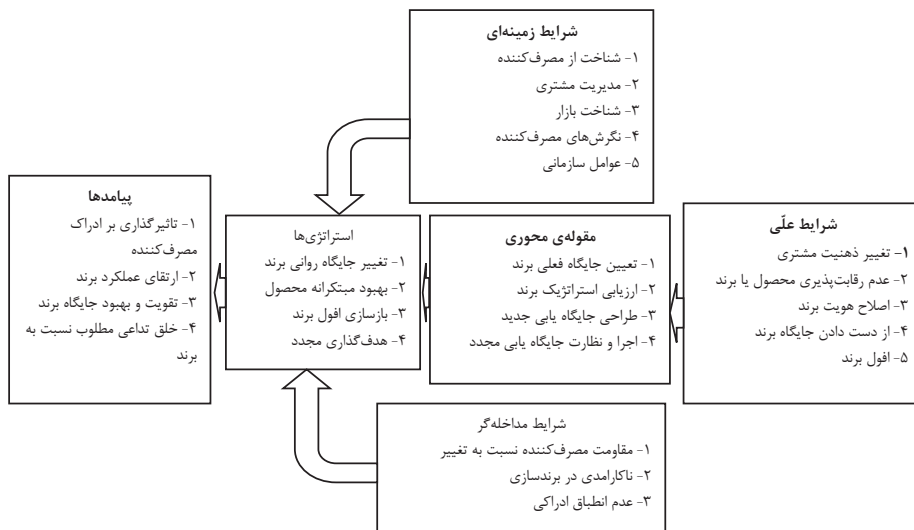 شرایط زمینه‌ای
۱- شناخت از مصرف‌کننده
۲- مدیریت مشتری
۳- شناخت بازار
۴- نگرش‌های مصرف‌کننده
۵- عوامل سازمانی
شرایط علّی
۱- تغییر ذهنیت مشتری
۲- عدم رقابت‌پذیری محصول یا برند
۳- اصلاح هویت برند
۴- از دست دادن جایگاه برند
۵- افول برند
مقوله‌ی محوری
۱- تعیین جایگاه فعلی برند
۲- ارزیابی استراتژیک برند
۳- طراحی جایگاه یابی جدید
۴- اجرا و نظارت جایگاه یابی مجدد
استراتژی‌ها
۱- تغییر جایگاه روانی برند
۲- بهبود مبتکرانه محصول
۳- بازسازی افول برند
۴- هدف‌گذاری مجدد
پیامدها
۱- تاثیرگذاری بر ادراک
مصرف‌کننده
۲- ارتقای عملکرد برند
۳- تقویت و بهبود جایگاه برند
۴- خلق تداعی مطلوب نسبت به
برند
شرایط مداخله‌گر
۱- مقاومت مصرف‌کننده نسبت به تغییر
۲- ناکارامدی در برندسازی
۳- عدم انطباق ادراکی